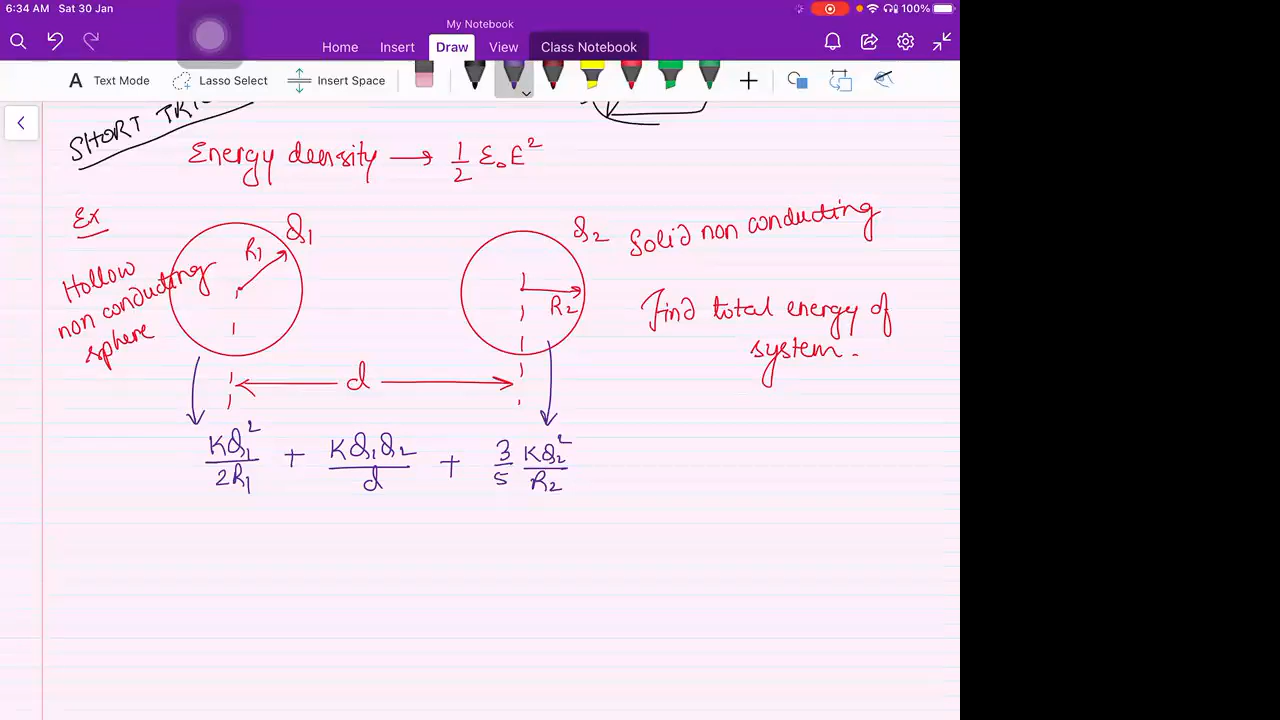 6:34 AM Sat 30 Jan 100%
My Notebook
Home Insert Draw View Class Notebook
A Text Mode Lasso Select Insert Space
SHORT
Energy density → 1/2 ε₀E²
Ex
Q₁
R₁
Hollow
non conducting
sphere
Q₂
R₂
Solid non conducting
Find total energy of
system.
d
KQ₁²/2R₁ + KQ₁Q₂/d + 3/5 KQ₂²/R₂